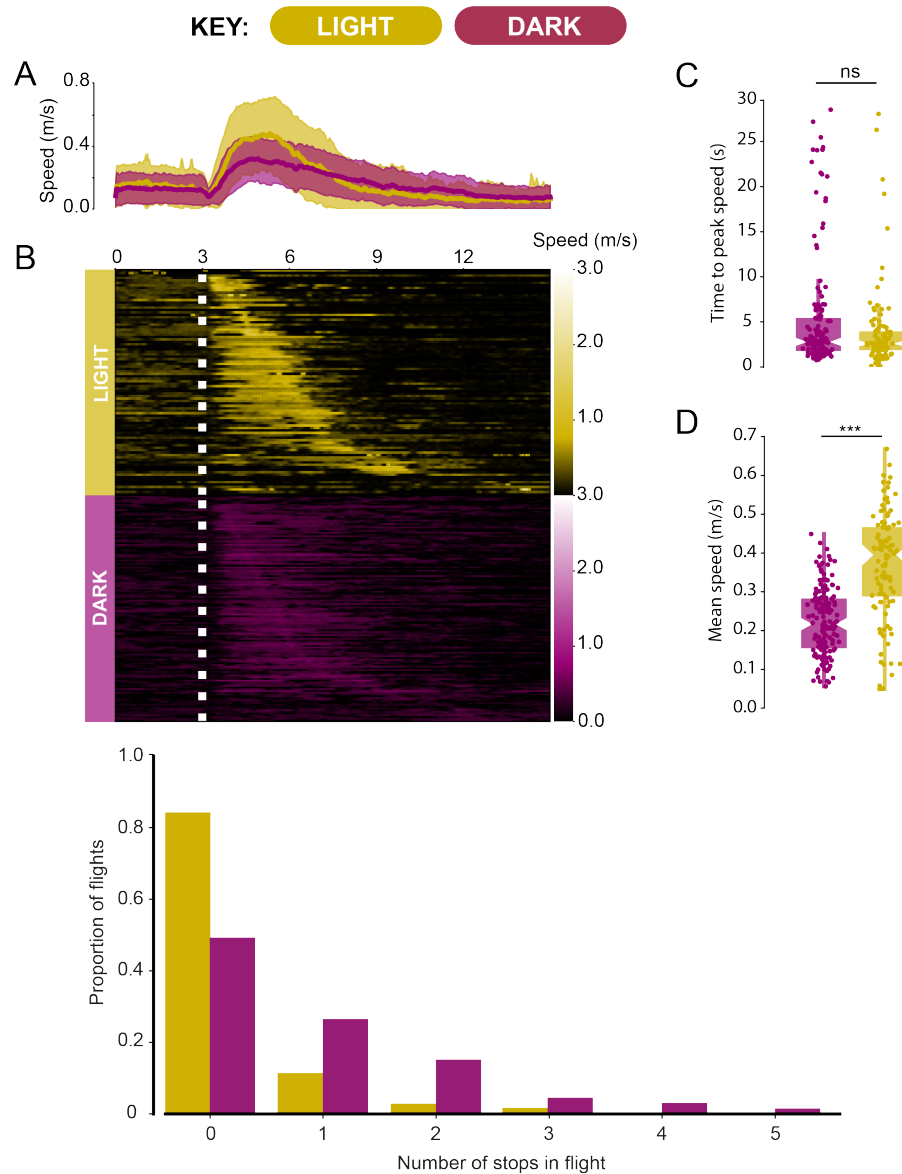 KEY: LIGHT DARK
A
Speed (m/s)
0.8
0.4
0.0
B
0 3 6 9 12
Speed (m/s)
LIGHT
DARK
3.0
2.0
1.0
3.0
2.0
1.0
0.0
C
ns
Time to peak speed (s)
30
25
20
15
10
5
0
D
***
Mean speed (m/s)
0.7
0.6
0.5
0.4
0.3
0.2
0.1
0.0
Proportion of flights
1.0
0.8
0.6
0.4
0.2
0
0 1 2 3 4 5
Number of stops in flight